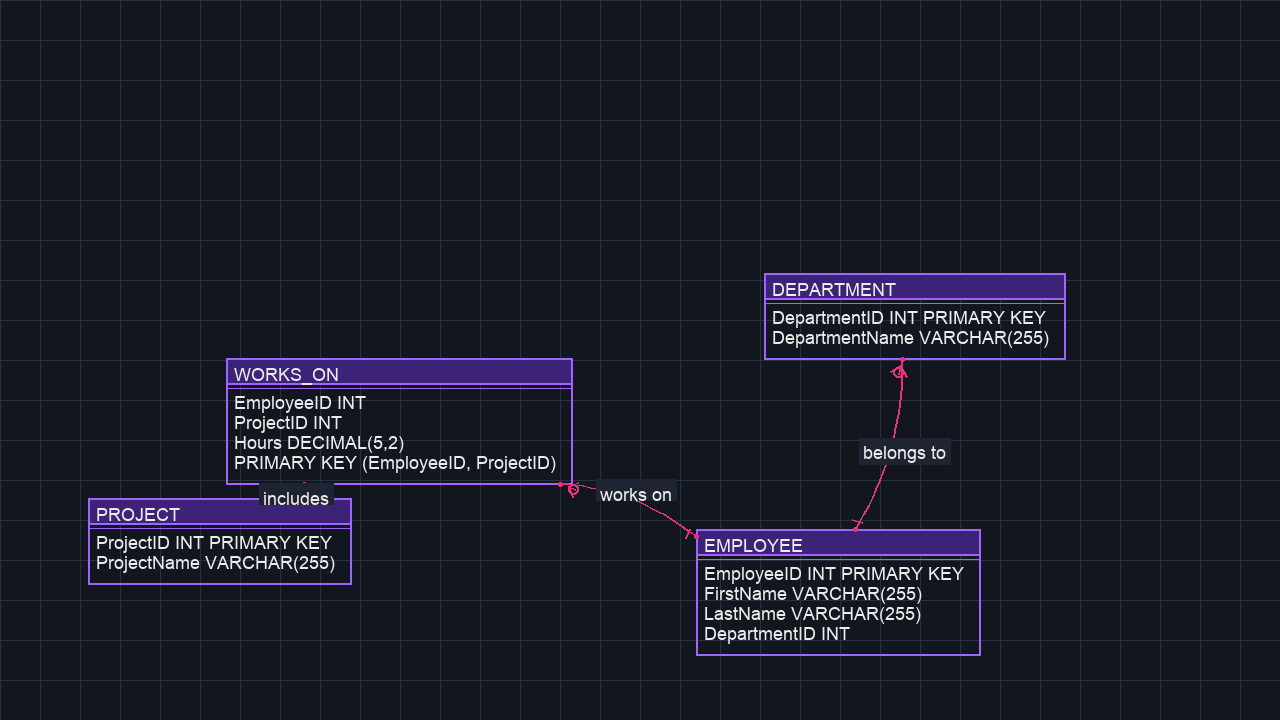 DEPARTMENT
DepartmentID INT PRIMARY KEY
DepartmentName VARCHAR(255)
WORKS_ON
EmployeeID INT
ProjectID INT
Hours DECIMAL(5,2)
PRIMARY KEY (EmployeeID, ProjectID)
belongs to
includes
works on
PROJECT
ProjectID INT PRIMARY KEY
ProjectName VARCHAR(255)
EMPLOYEE
EmployeeID INT PRIMARY KEY
FirstName VARCHAR(255)
LastName VARCHAR(255)
DepartmentID INT